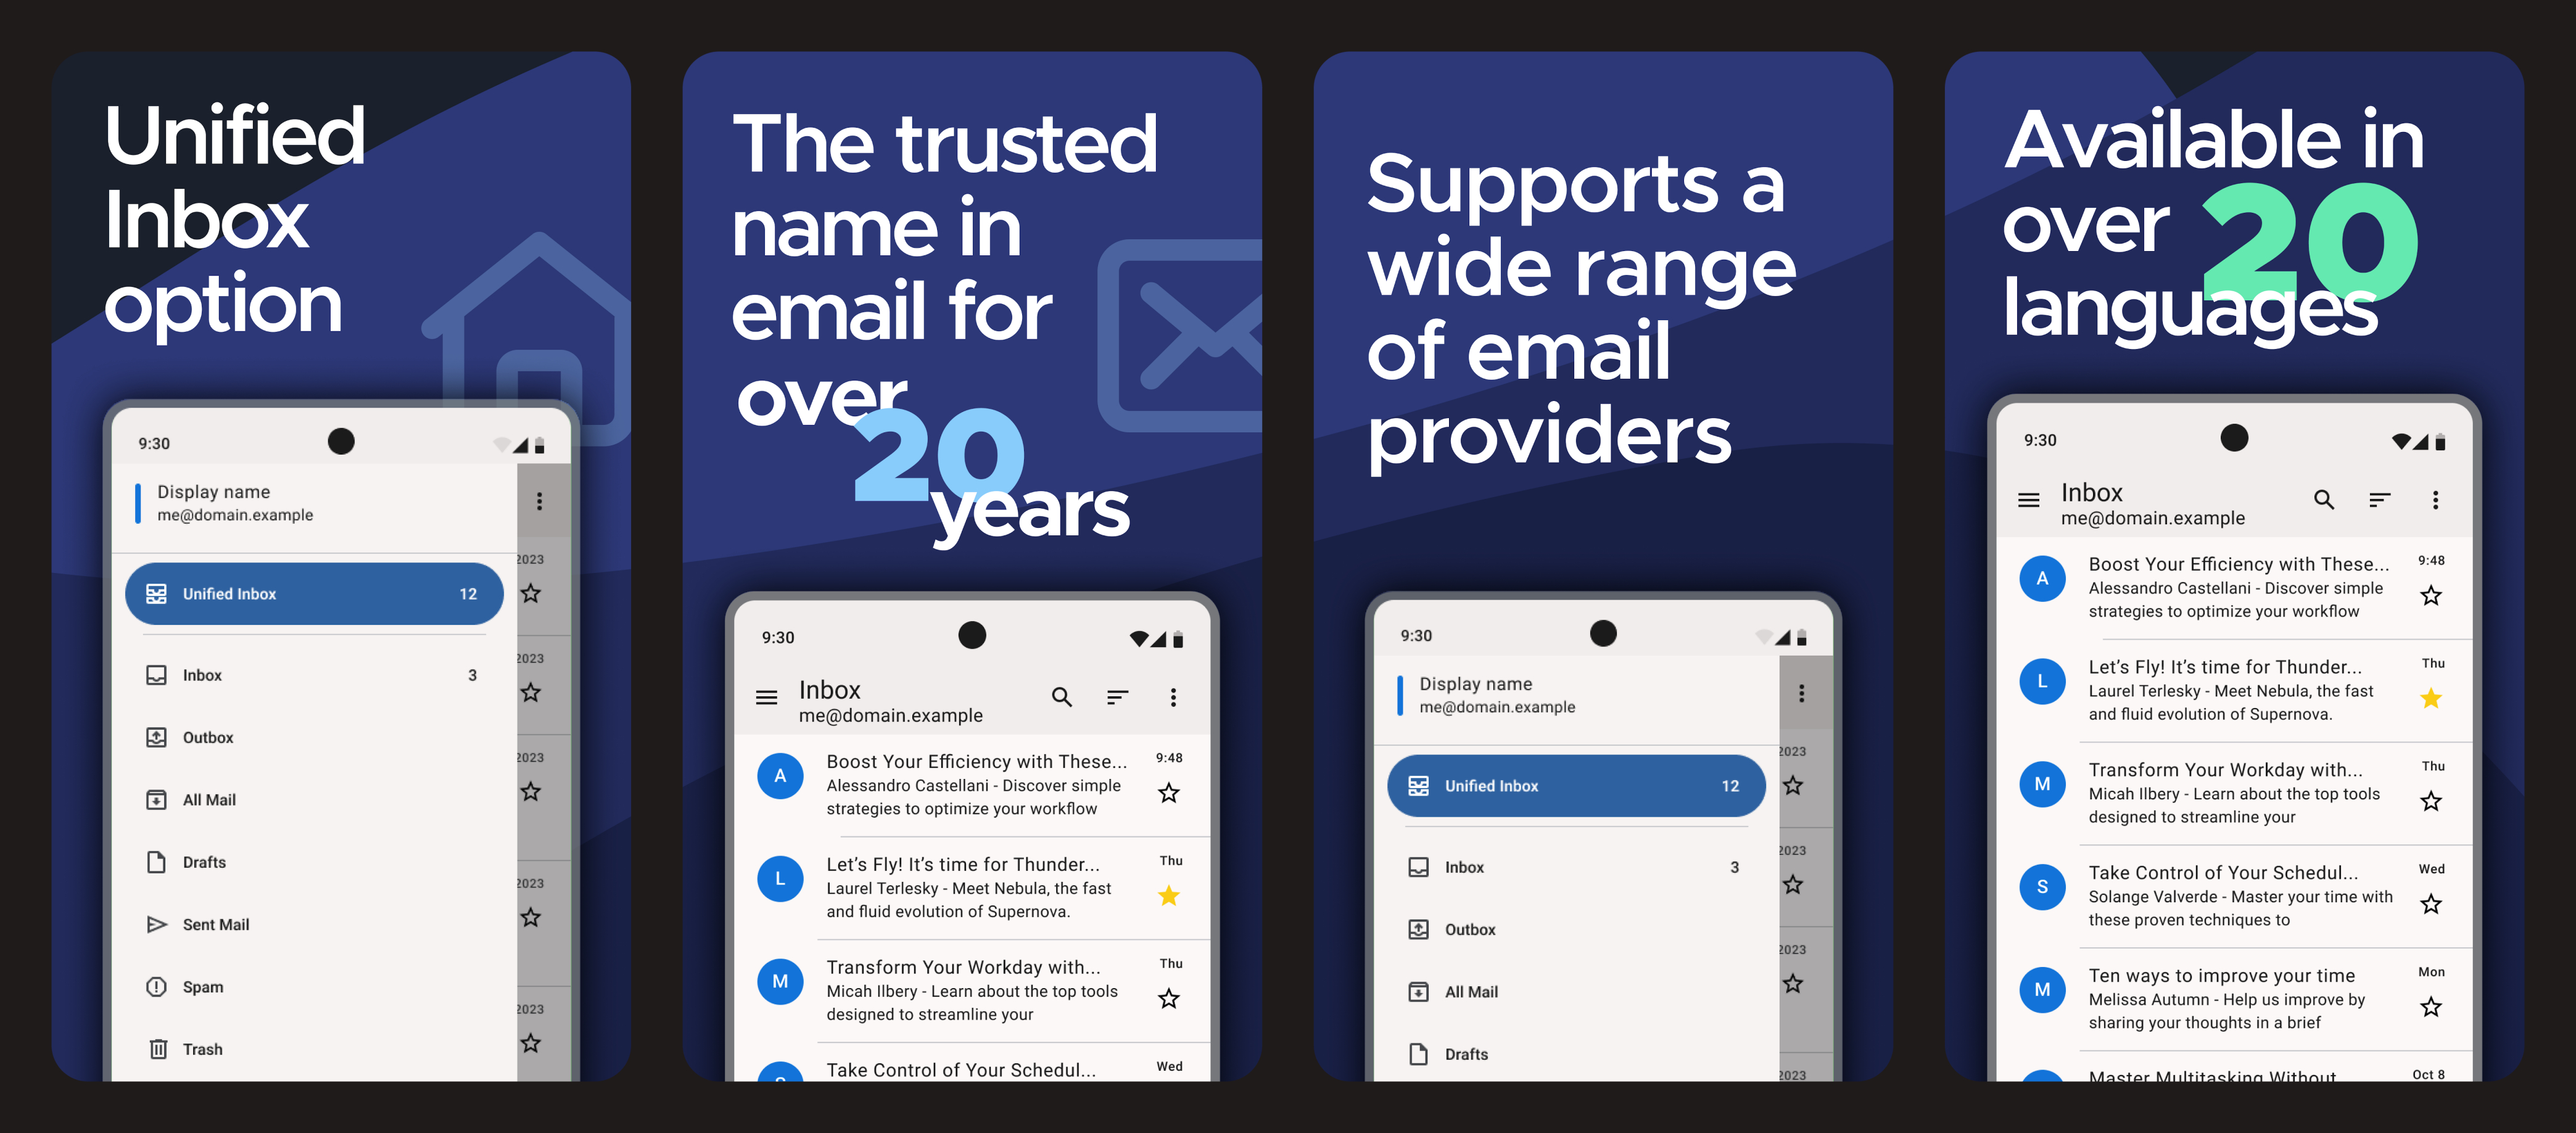 Unified
Inbox
option
9:30
Display name
me@domain.example
2023
Unified Inbox 12
2023
Inbox 3
Outbox
2023
All Mail
Drafts
2023
Sent Mail
Spam
2023
Trash
The trusted
name in
email for
over
20
years
9:30
Inbox
me@domain.example
A
Boost Your Efficiency with These... 9:48
Alessandro Castellani - Discover simple
strategies to optimize your workflow
L
Let's Fly! It's time for Thunder... Thu
Laurel Terlesky - Meet Nebula, the fast
and fluid evolution of Supernova.
M
Transform Your Workday with... Thu
Micah Ilbery - Learn about the top tools
designed to streamline your
Take Control of Your Schedul... Wed
Supports a
wide range
of email
providers
9:30
Display name
me@domain.example
2023
Unified Inbox 12
2023
Inbox 3
Outbox
2023
All Mail
Drafts
2023
Available in
over 20
languages
9:30
Inbox
me@domain.example
A
Boost Your Efficiency with These... 9:48
Alessandro Castellani - Discover simple
strategies to optimize your workflow
L
Let's Fly! It's time for Thunder... Thu
Laurel Terlesky - Meet Nebula, the fast
and fluid evolution of Supernova.
M
Transform Your Workday with... Thu
Micah Ilbery - Learn about the top tools
designed to streamline your
S
Take Control of Your Schedul... Wed
Solange Valverde - Master your time with
these proven techniques to
M
Ten ways to improve your time Mon
Melissa Autumn - Help us improve by
sharing your thoughts in a brief
Master Multitasking Without Oct 8